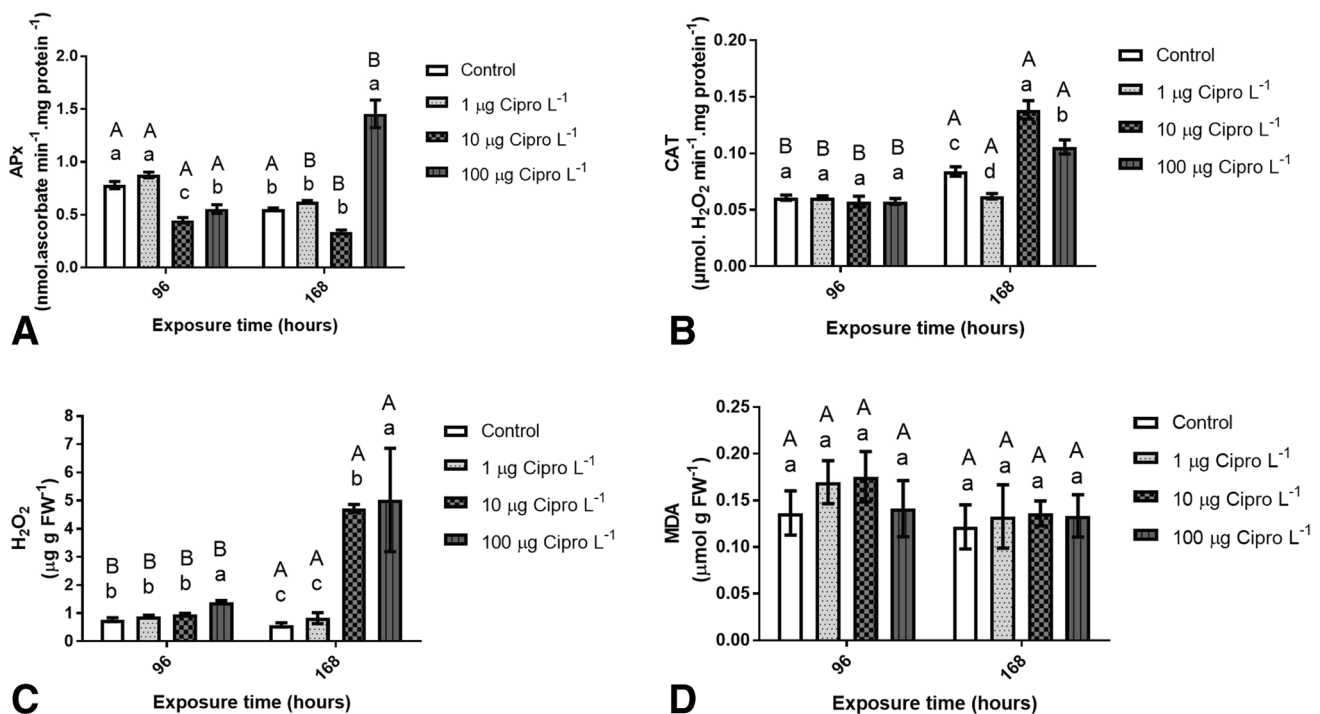 APx
(nmol.ascorbate min⁻¹.mg protein ⁻¹)
2.0
1.5
1.0
0.5
0.0
A A A A A B B B
a a c b b b b a
96 168
Exposure time (hours)
Control
1 µg Cipro L⁻¹
10 µg Cipro L⁻¹
100 µg Cipro L⁻¹
A
CAT
(µmol. H₂O₂ min⁻¹.mg protein⁻¹)
0.20
0.15
0.10
0.05
0.00
B B B B A A A A
a a a a c d a b
96 168
Exposure time (hours)
Control
1 µg Cipro L⁻¹
10 µg Cipro L⁻¹
100 µg Cipro L⁻¹
B
H₂O₂
(µg g FW⁻¹)
8
7
6
5
4
3
2
1
0
B B B B A A A A
b b b a c c b a
96 168
Exposure time (hours)
Control
1 µg Cipro L⁻¹
10 µg Cipro L⁻¹
100 µg Cipro L⁻¹
C
MDA
(µmol g FW⁻¹)
0.25
0.20
0.15
0.10
0.05
0.00
A A A A A A A A
a a a a a a a a
96 168
Exposure time (hours)
Control
1 µg Cipro L⁻¹
10 µg Cipro L⁻¹
100 µg Cipro L⁻¹
D